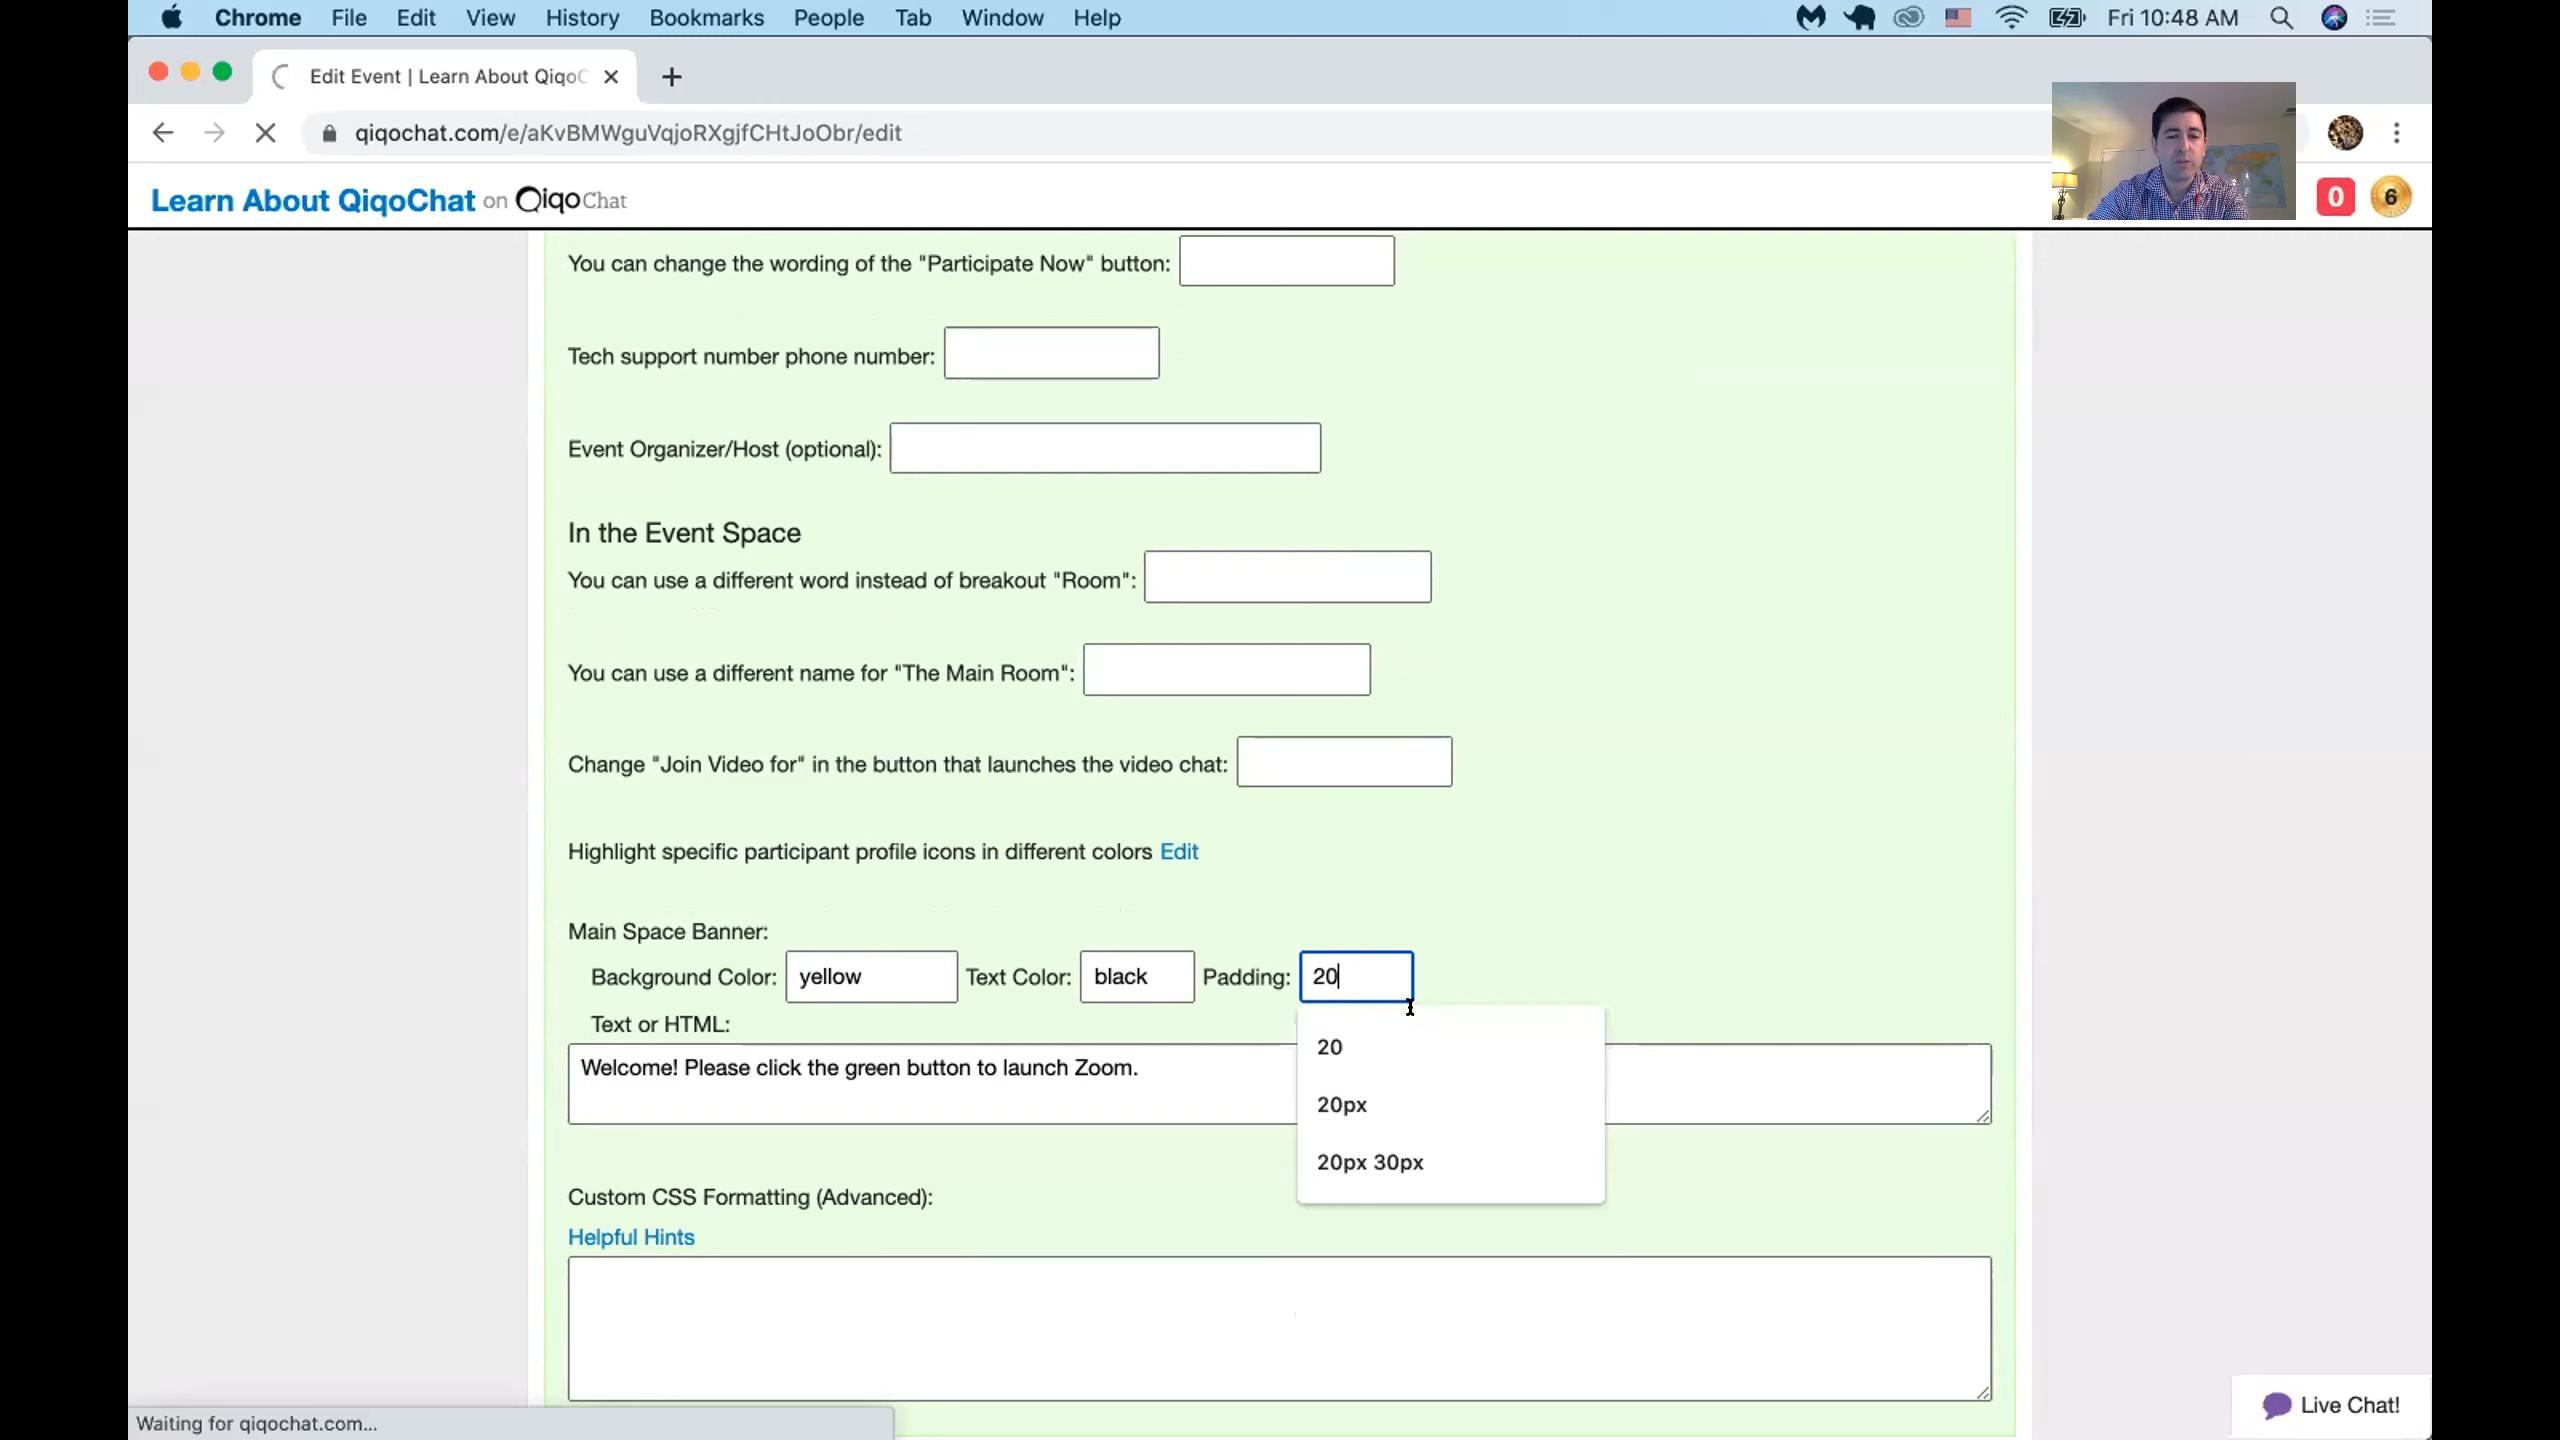 Chrome File Edit View History Bookmarks People Tab Window Help Fri 10:48 AM
Edit Event | Learn About Qiqo
qiqochat.com/e/aKvBMWguVqjoRXgjfCHtJoObr/edit
Learn About QiqoChat on QiqoChat 0 6
You can change the wording of the "Participate Now" button:
Tech support number phone number:
Event Organizer/Host (optional):
In the Event Space
You can use a different word instead of breakout "Room":
You can use a different name for "The Main Room":
Change "Join Video for" in the button that launches the video chat:
Highlight specific participant profile icons in different colors Edit
Main Space Banner:
Background Color: yellow Text Color: black Padding: 20
Text or HTML:
20
Welcome! Please click the green button to launch Zoom.
20px
20px 30px
Custom CSS Formatting (Advanced):
Helpful Hints
Live Chat!
Waiting for qiqochat.com...